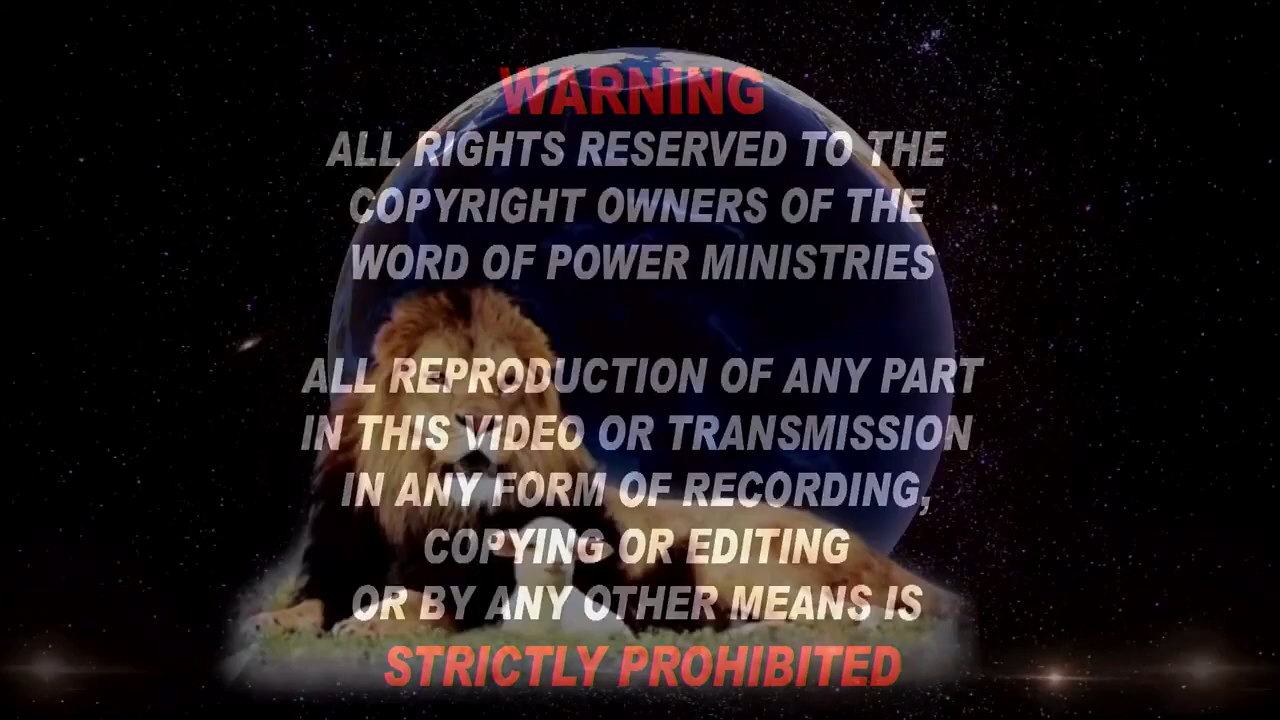 WARNING
ALL RIGHTS RESERVED TO THE
COPYRIGHT OWNERS OF THE
WORD OF POWER MINISTRIES
ALL REPRODUCTION OF ANY PART
IN THIS VIDEO OR TRANSMISSION
IN ANY FORM OF RECORDING,
COPYING OR EDITING
OR BY ANY OTHER MEANS IS
STRICTLY PROHIBITED